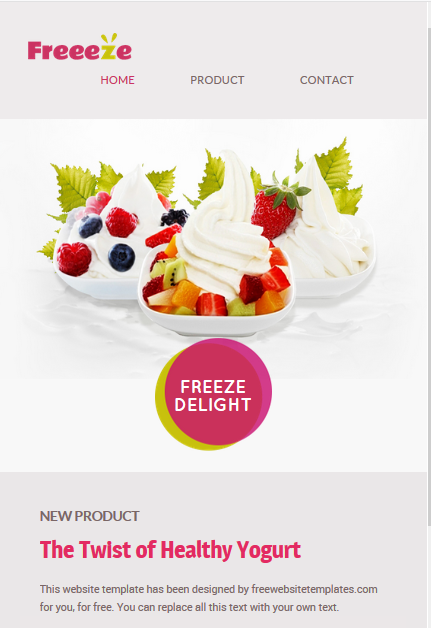 Freeeze
HOME PRODUCT CONTACT
FREEZE
DELIGHT
NEW PRODUCT
The Twist of Healthy Yogurt
This website template has been designed by freewebsitetemplates.com
for you, for free. You can replace all this text with your own text.